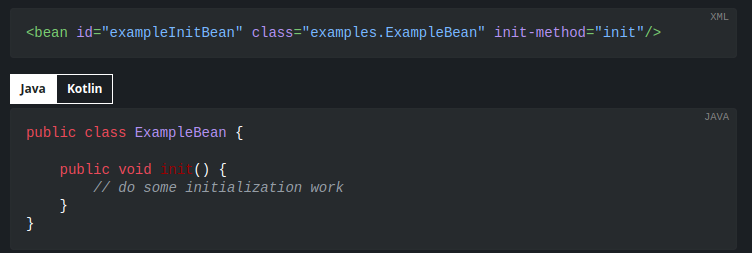 XML
<bean id="exampleInitBean" class="examples.ExampleBean" init-method="init"/>
Java Kotlin
JAVA
public class ExampleBean {
    public void init() {
        // do some initialization work
    }
}